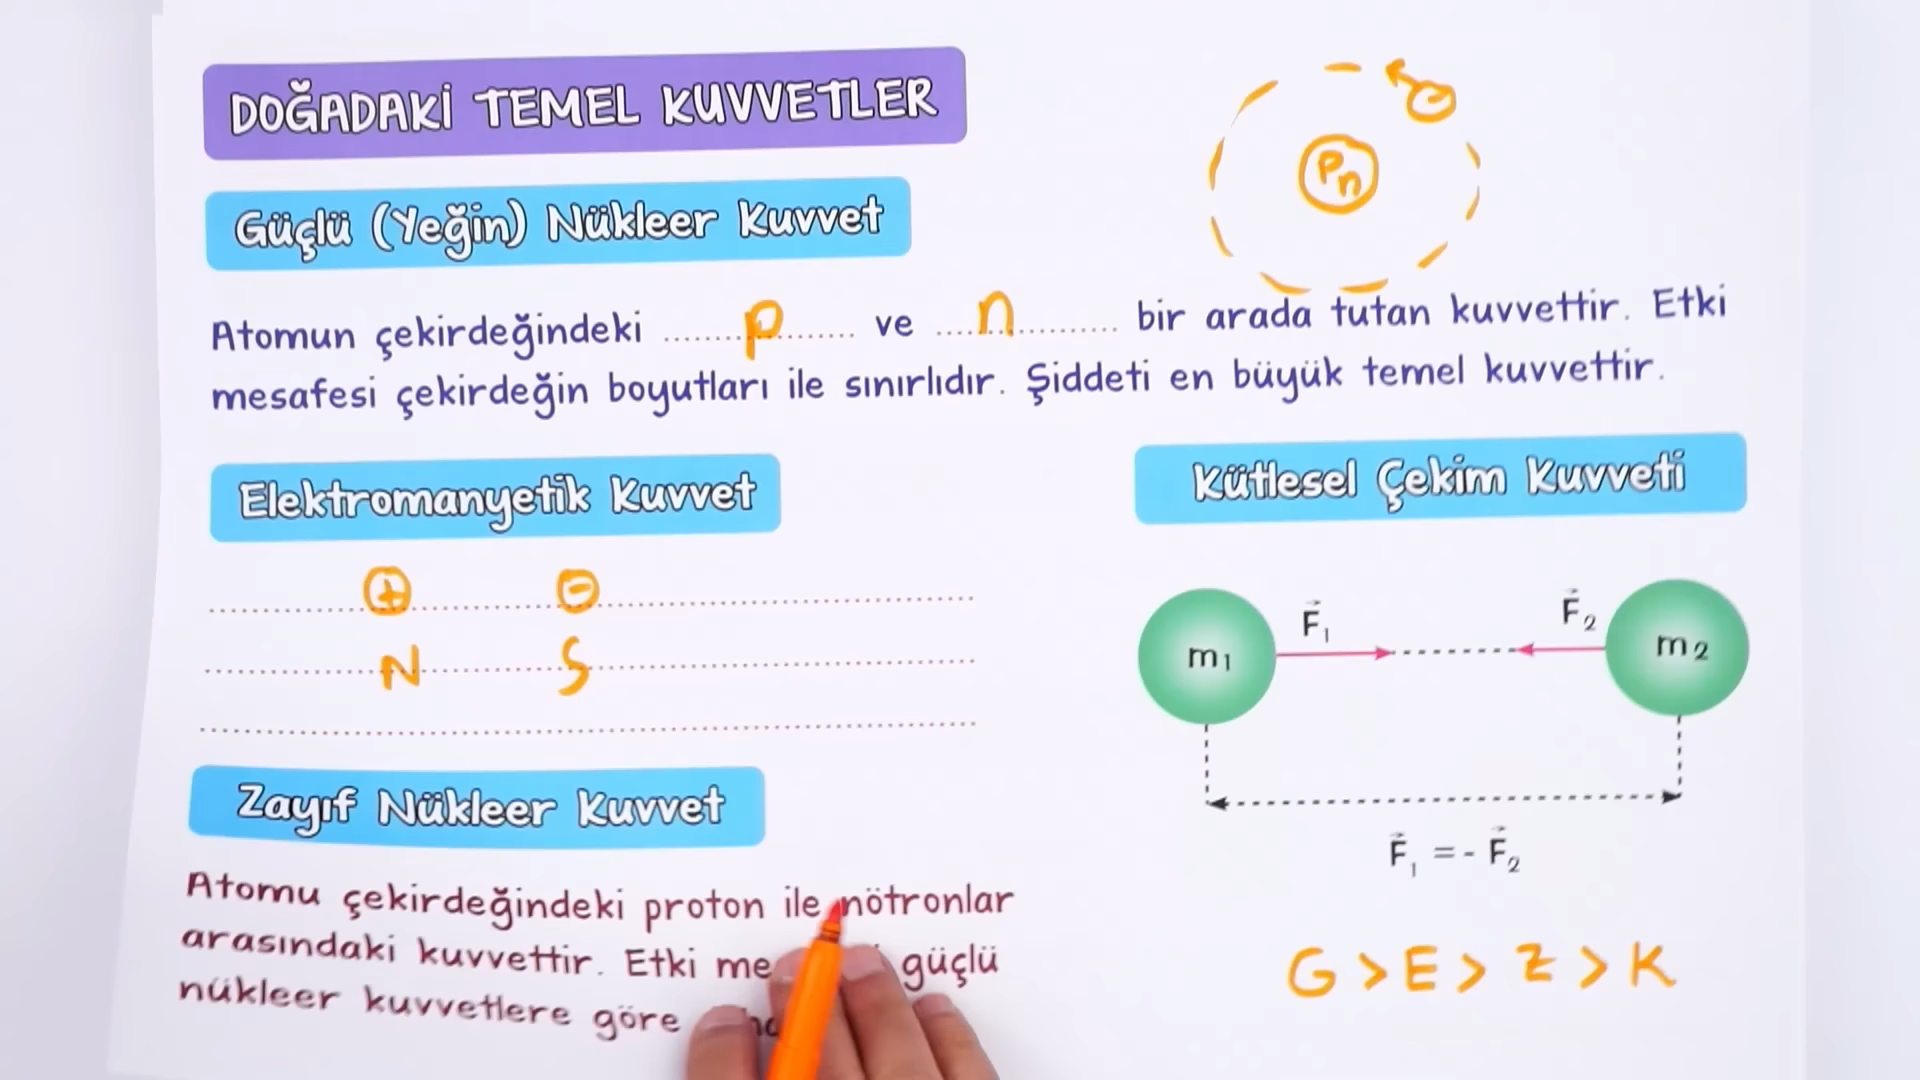 DOĞADAKİ TEMEL KUVVETLER
Güçlü (Yeğin) Nükleer Kuvvet
P n
Atomun çekirdeğindeki p ve n bir arada tutan kuvvettir. Etki
mesafesi çekirdeğin boyutları ile sınırlıdır. Şiddeti en büyük temel kuvvettir.
Elektromanyetik Kuvvet
+ -
N S
Zayıf Nükleer Kuvvet
Atomu çekirdeğindeki proton ile nötronlar
arasındaki kuvvettir. Etki güçlü
nükleer kuvvetlere göre
Kütlesel Çekim Kuvveti
F₁ F₂
m₁ m₂
F₁ = - F₂
G > E > Z > K